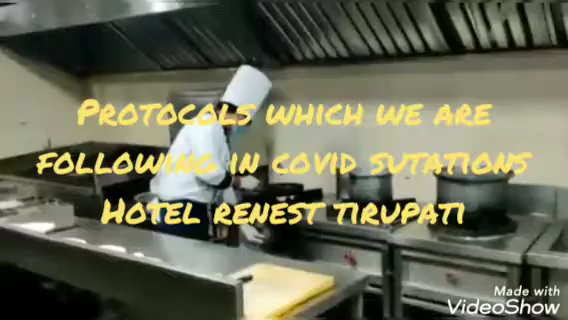 Protocols which we are
following in covid sutations
Hotel renest tirupati
Made with
VideoShow